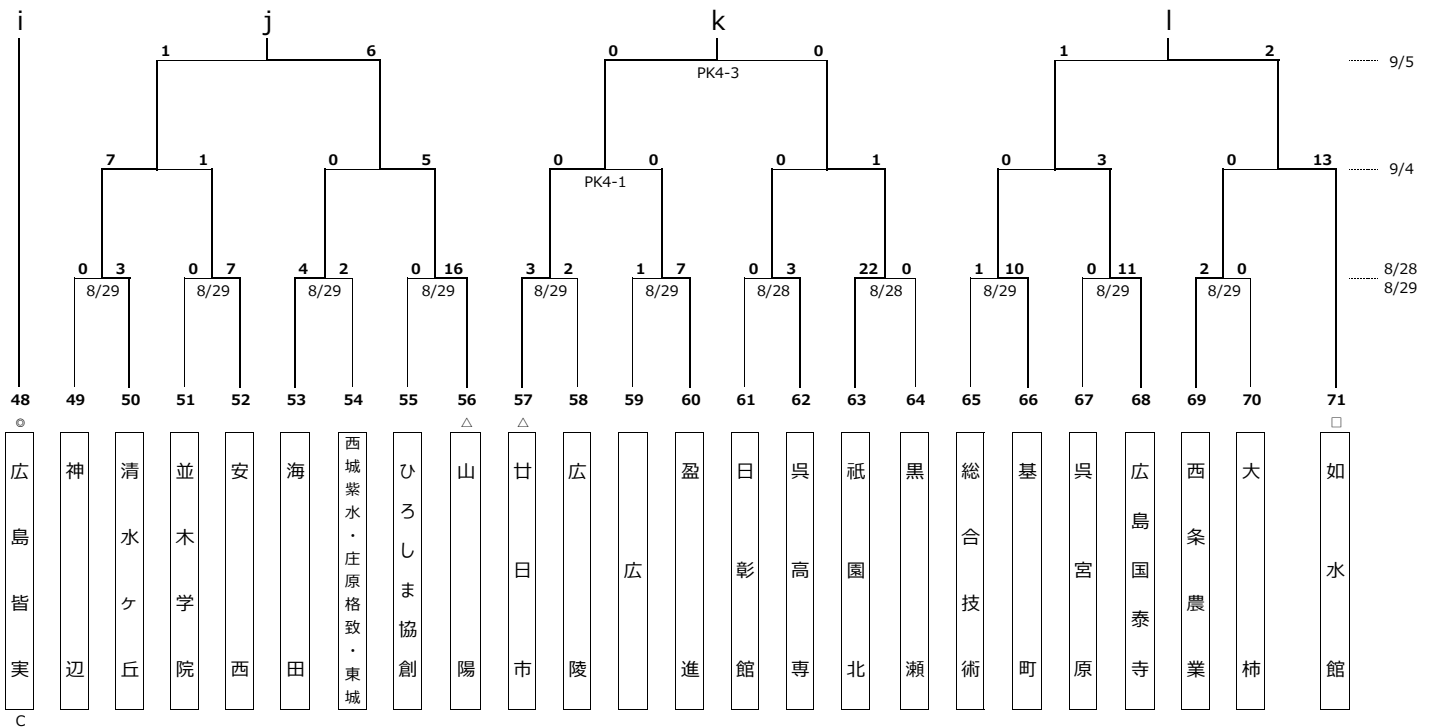 i j k l
1 6 0 0 1 2 9/5
PK4-3
7 1 0 5 0 0 0 1 0 3 0 13 9/4
PK4-1
0 3 0 7 4 2 0 16 3 2 1 7 0 3 22 0 1 10 0 11 2 0 8/28
8/29 8/29 8/29 8/29 8/29 8/29 8/28 8/28 8/29 8/29 8/29 8/29
48 49 50 51 52 53 54 55 56 57 58 59 60 61 62 63 64 65 66 67 68 69 70 71
◎ △ △ □
広島皆実
神辺
清水ヶ丘
並木学院
安西
海田
西城紫水・庄原格致・東城
ひろしま協創
山陽
廿日市
広陵
広
盈進
日彰館
呉高専
祇園北
黒瀬
総合技術
基町
呉宮原
広島国泰寺
西条農業
大柿
如水館
C